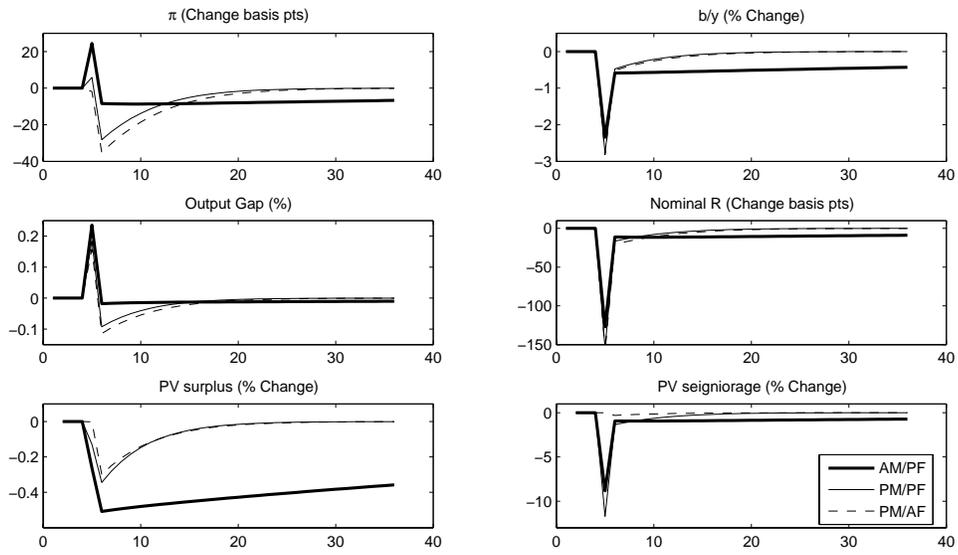 π (Change basis pts)
20
0
−20
−40
0 10 20 30 40
b/y (% Change)
0
−1
−2
−3
0 10 20 30 40
Output Gap (%)
0.2
0.1
0
−0.1
0 10 20 30 40
Nominal R (Change basis pts)
0
−50
−100
−150
0 10 20 30 40
PV surplus (% Change)
0
−0.2
−0.4
0 10 20 30 40
PV seigniorage (% Change)
0
−5
−10
0 10 20 30 40
AM/PF
PM/PF
PM/AF